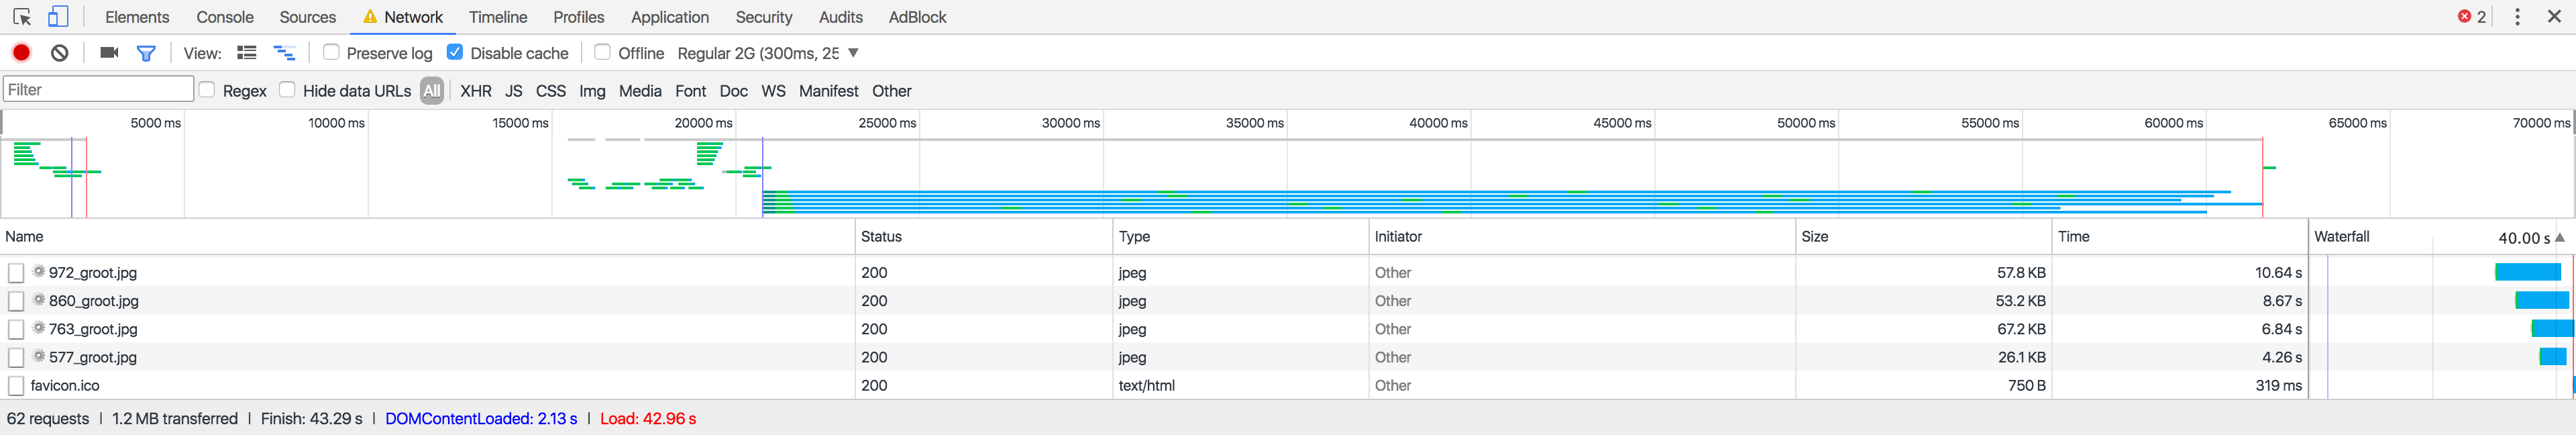 Elements Console Sources Network Timeline Profiles Application Security Audits AdBlock 2
View: Preserve log Disable cache Offline Regular 2G (300ms, 25
Filter Regex Hide data URLs All XHR JS CSS Img Media Font Doc WS Manifest Other
5000 ms 10000 ms 15000 ms 20000 ms 25000 ms 30000 ms 35000 ms 40000 ms 45000 ms 50000 ms 55000 ms 60000 ms 65000 ms 70000 ms
Name Status Type Initiator Size Time Waterfall 40.00 s ▲
972_groot.jpg 200 jpeg Other 57.8 KB 10.64 s
860_groot.jpg 200 jpeg Other 53.2 KB 8.67 s
763_groot.jpg 200 jpeg Other 67.2 KB 6.84 s
577_groot.jpg 200 jpeg Other 26.1 KB 4.26 s
favicon.ico 200 text/html Other 750 B 319 ms
62 requests | 1.2 MB transferred | Finish: 43.29 s | DOMContentLoaded: 2.13 s | Load: 42.96 s